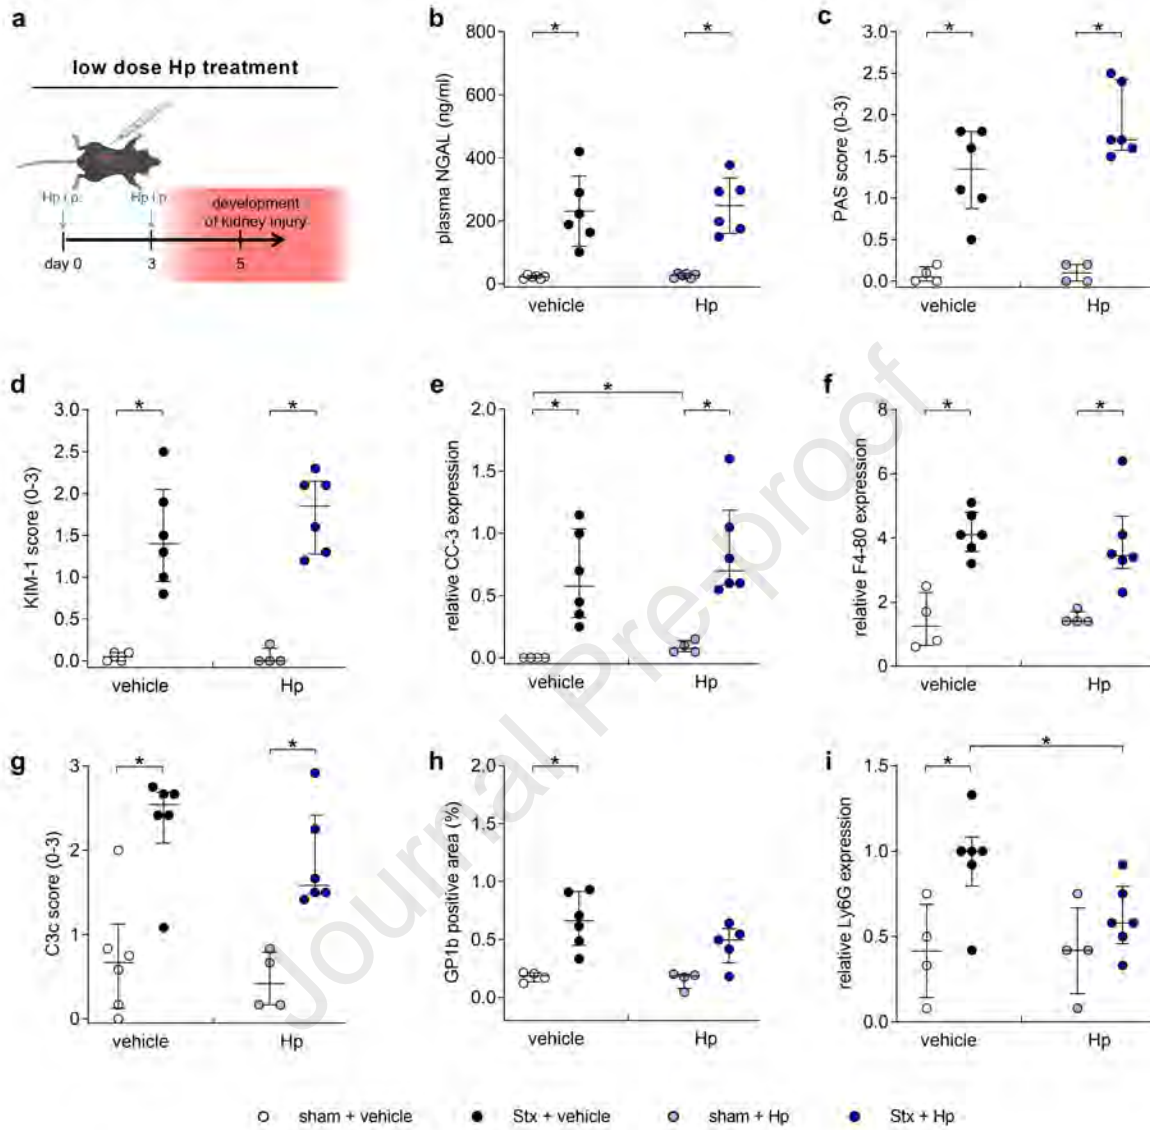 a
low dose Hp treatment
Hp i.p.
Hp i.p.
development
of kidney injury
day 0
3
5
b
800
600
400
200
0
plasma NGAL (ng/ml)
*
*
vehicle
Hp
c
3.0
2.5
2.0
1.5
1.0
0.5
0.0
PAS score (0-3)
*
*
vehicle
Hp
d
3.0
2.5
2.0
1.5
1.0
0.5
0.0
KIM-1 score (0-3)
*
*
vehicle
Hp
e
2.0
1.5
1.0
0.5
0.0
relative CC-3 expression
*
*
*
vehicle
Hp
f
8
6
4
2
0
relative F4-80 expression
*
*
vehicle
Hp
g
3
2
1
0
C3c score (0-3)
*
*
vehicle
Hp
h
2.0
1.5
1.0
0.5
0.0
GP1b positive area (%)
*
vehicle
Hp
i
1.5
1.0
0.5
0.0
relative Ly6G expression
*
*
vehicle
Hp
sham + vehicle
Stx + vehicle
sham + Hp
Stx + Hp
Journal Pre-proof